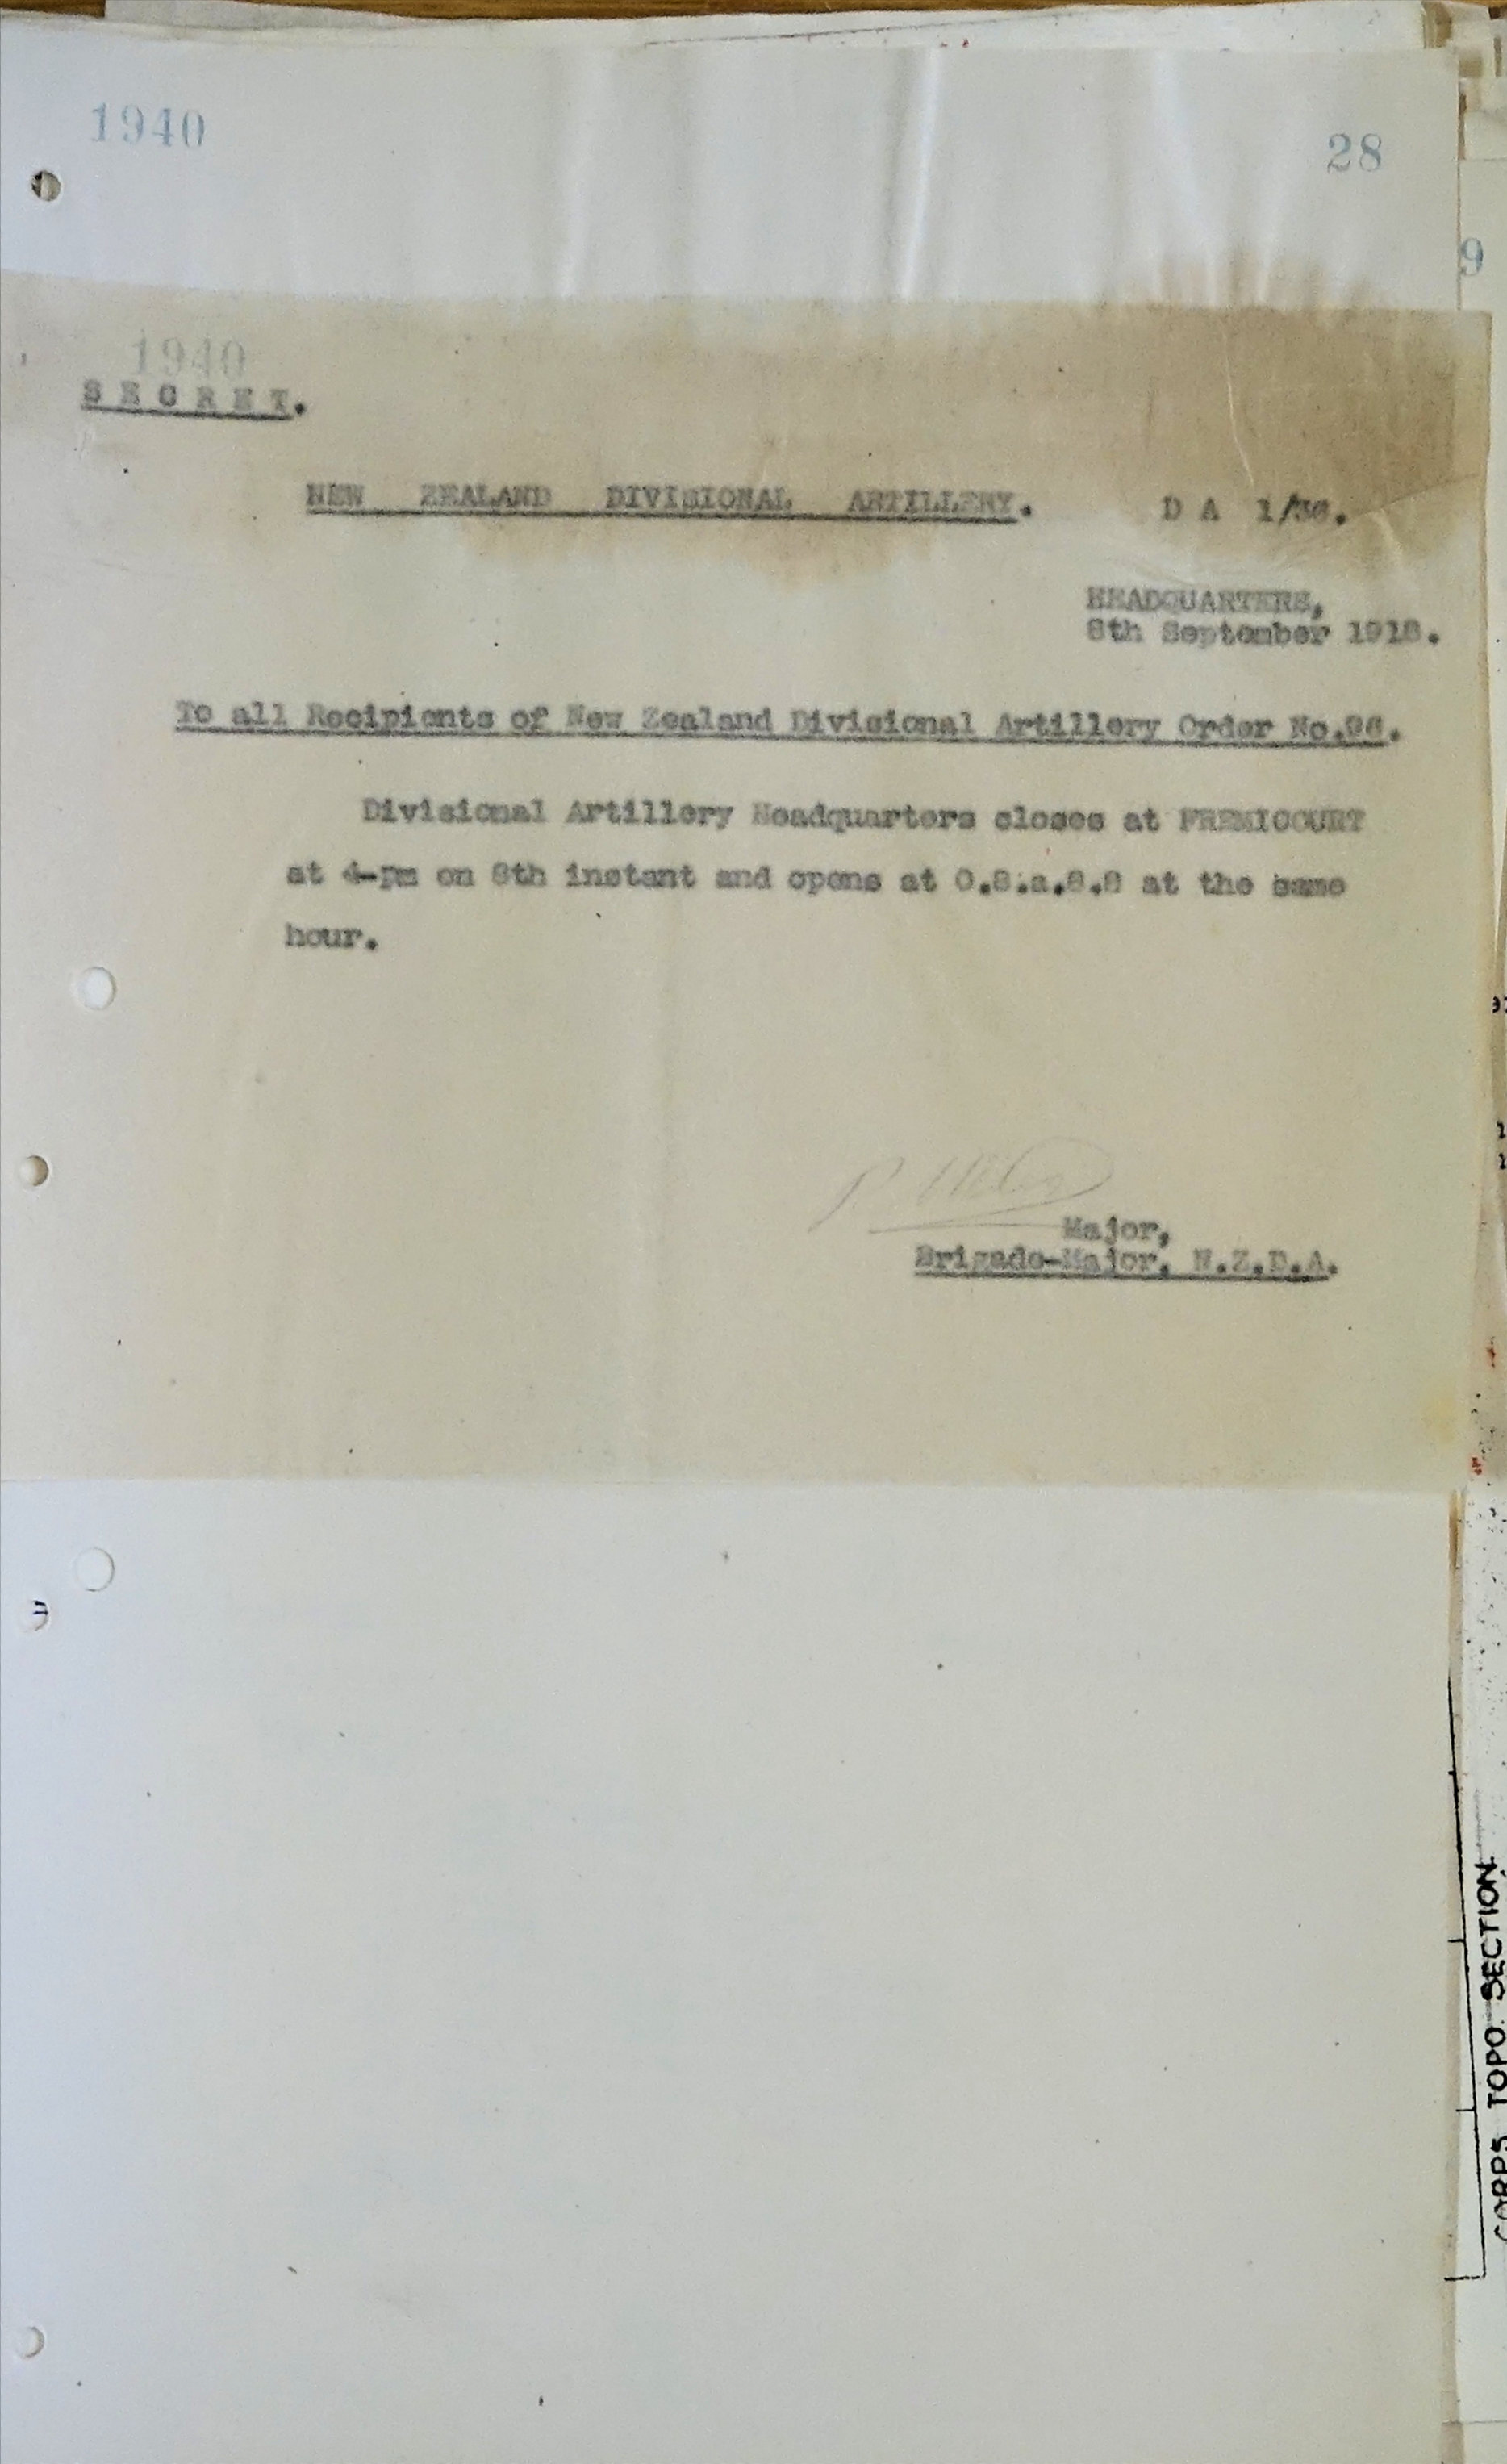 1940
28
9
1940
SECRET.
NEW ZEALAND DIVISIONAL ARTILLERY. D A 1/36.
HEADQUARTERS,
8th September 1918.
To all Recipients of New Zealand Divisional Artillery Order No.96.
Divisional Artillery Headquarters closes at FREMICOURT
at 4-pm on 8th instant and opens at O.8.a.8.8 at the same
hour.
Major,
Brigade-Major, N.Z.D.A.
CORPS TOPO. SECTION